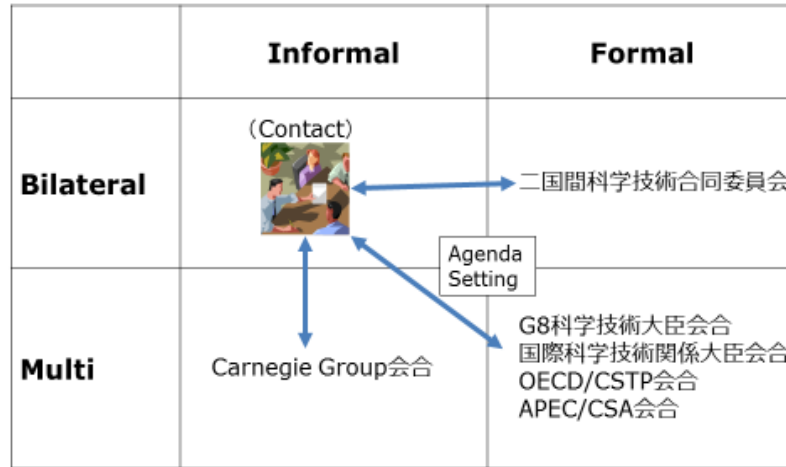 Informal
Formal
Bilateral
（Contact）
二国間科学技術合同委員会
Agenda
Setting
Multi
Carnegie Group会合
G8科学技術大臣会合
国際科学技術関係大臣会合
OECD/CSTP会合
APEC/CSA会合